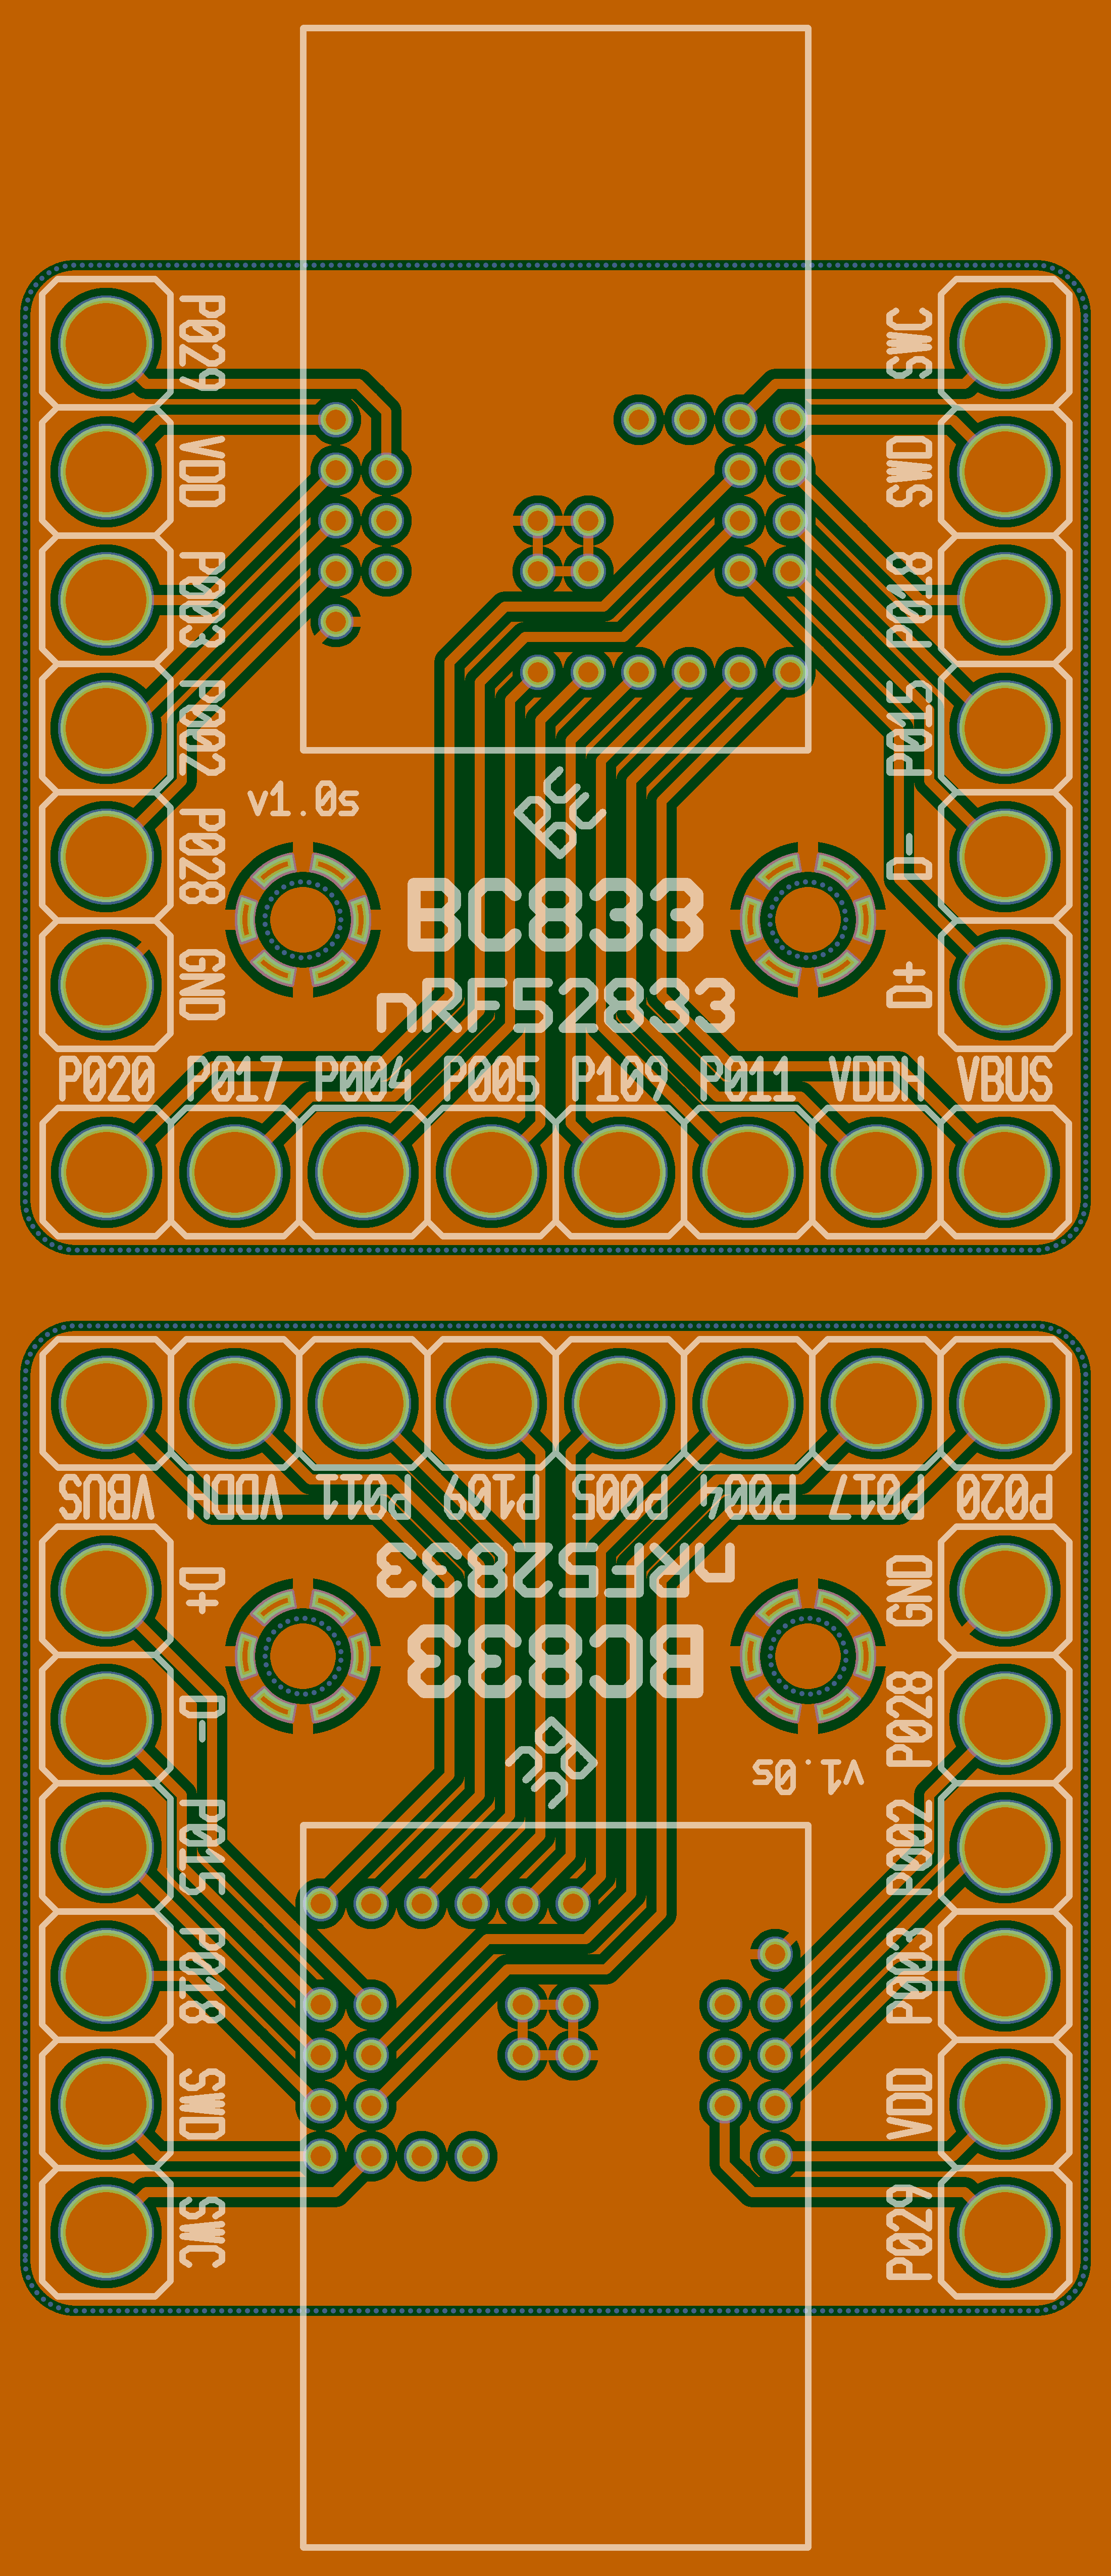 P029
SWC
VDD
SWD
P003
P018
P002
P015
v1.0s
BC
P028
D-
BC833
GND
D+
nRF52833
P020 P017 P004 P005 P109 P011 VDDH VBUS
VBUS VDDH P011 P109 P005 P004 P017 P020
D+
nRF52833
GND
BC833
D-
P028
BC
v1.0s
P015
P002
P018
P003
SWD
VDD
SWC
P029